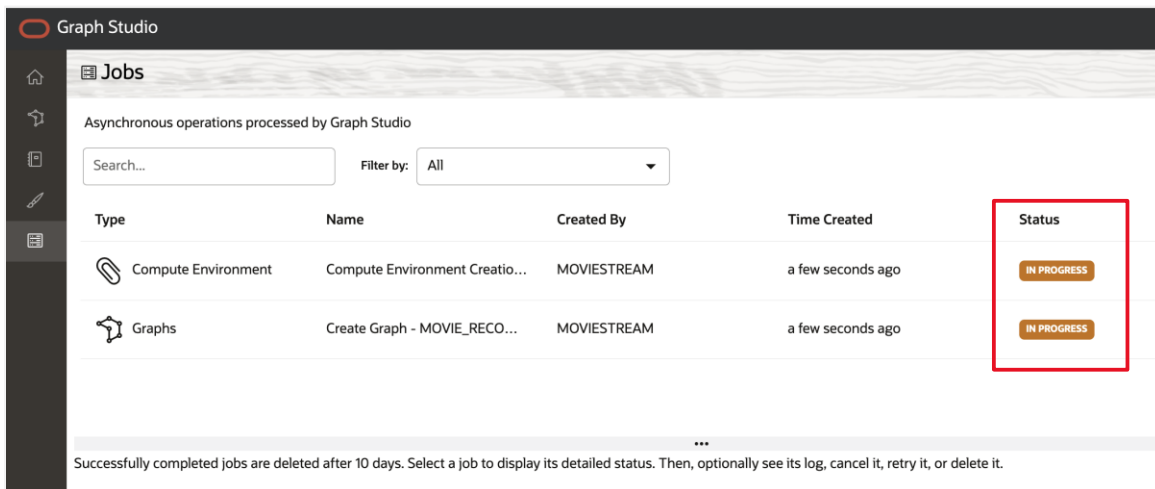 Graph Studio
Jobs
Asynchronous operations processed by Graph Studio
Search... Filter by: All
Type Name Created By Time Created Status
Compute Environment Compute Environment Creatio... MOVIESTREAM a few seconds ago IN PROGRESS
Graphs Create Graph - MOVIE_RECO... MOVIESTREAM a few seconds ago IN PROGRESS
Successfully completed jobs are deleted after 10 days. Select a job to display its detailed status. Then, optionally see its log, cancel it, retry it, or delete it.